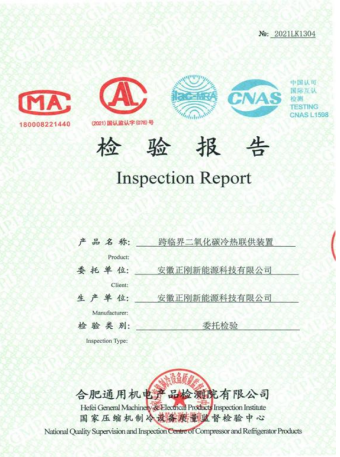 №: 2021LK1304
MA
180008221440
CAL
(2021)国认监认字(076)号
ilac-MRA
CNAS
中国认可
国际互认
检测
TESTING
CNAS L1598
检验报告
Inspection Report
产品名称: 跨临界二氧化碳冷热联供装置
Product:
委托单位: 安徽正刚新能源科技有限公司
Client:
生产单位: 安徽正刚新能源科技有限公司
Manufacturer:
检验类别: 委托检验
Inspection Type:
合肥通用机电产品检测院有限公司
Hefei General Machinery & Electrical Products Inspection Institute
国家压缩机制冷设备质量监督检验中心
National Quality Supervision and Inspection Centre of Compressor and Refrigerator Products